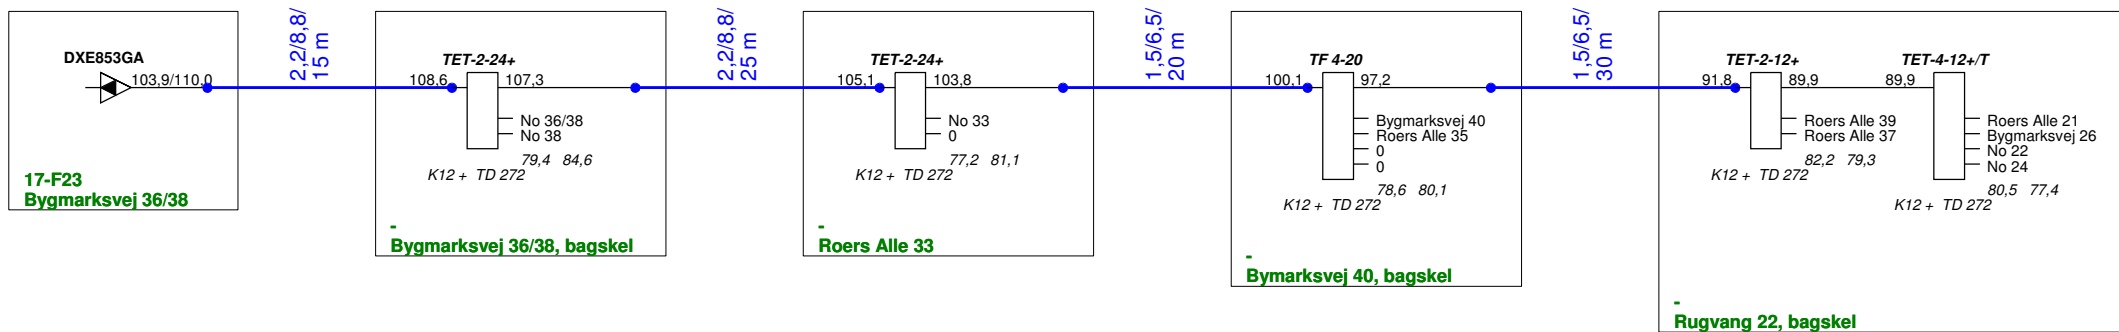 DXE853GA
103,9/110,0
17-F23
Bygmarksvej 36/38
2,2/8,8/
15 m
TET-2-24+
108,6
107,3
No 36/38
No 38
79,4 84,6
K12 + TD 272
-
Bygmarksvej 36/38, bagskel
2,2/8,8/
25 m
TET-2-24+
105,1
103,8
No 33
0
77,2 81,1
K12 + TD 272
-
Roers Alle 33
1,5/6,5/
20 m
TF 4-20
100,1
97,2
Bygmarksvej 40
Roers Alle 35
0
0
78,6 80,1
K12 + TD 272
-
Bymarksvej 40, bagskel
1,5/6,5/
30 m
TET-2-12+
91,8
89,9
Roers Alle 39
Roers Alle 37
82,2 79,3
K12 + TD 272
TET-4-12+/T
89,9
Roers Alle 21
Bygmarksvej 26
No 22
No 24
80,5 77,4
K12 + TD 272
-
Rugvang 22, bagskel